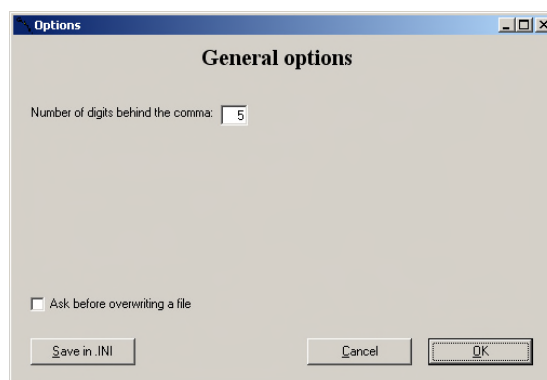 Options
General options
Number of digits behind the comma: 5
Ask before overwriting a file
Save in .INI Cancel OK